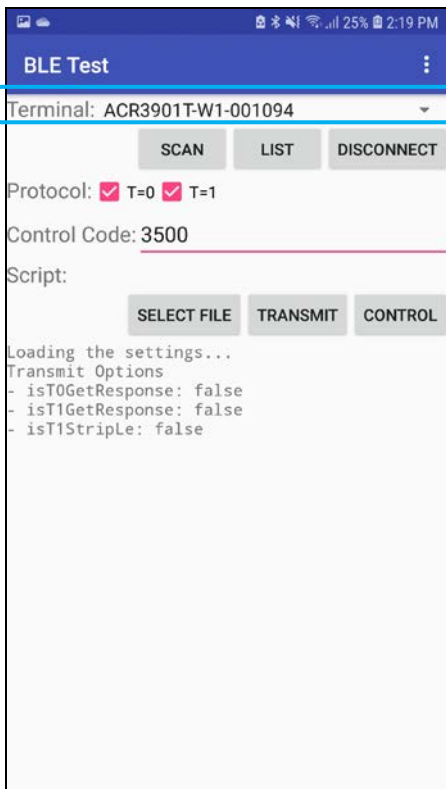 25% 2:19 PM
BLE Test
Terminal: ACR3901T-W1-001094
SCAN LIST DISCONNECT
Protocol: T=0 T=1
Control Code: 3500
Script:
SELECT FILE TRANSMIT CONTROL
Loading the settings...
Transmit Options
- isT0GetResponse: false
- isT1GetResponse: false
- isT1StripLe: false